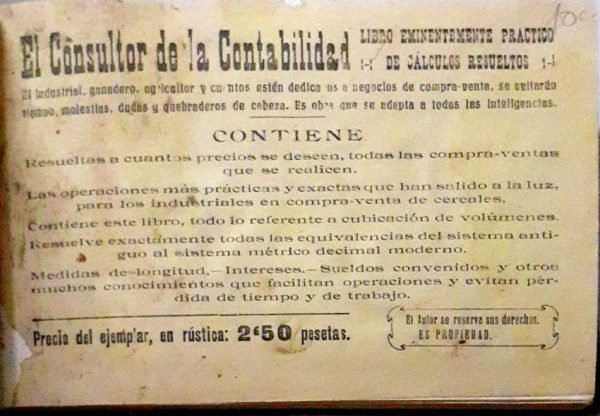 El Consultor de la Contabilidad
LIBRO EMINENTEMENTE PRACTICO
:-: DE CÁLCULOS RESUELTOS :-:
El industrial, ganadero, agricultor y cuantos estén dedicados a negocios de compra-venta, se evitarán
tiempo, molestias, dudas y quebraderos de cabeza. Es obra que se adapta a todas las inteligencias.
CONTIENE
Resueltas a cuantos precios se deseen, todas las compra-ventas
que se realicen.
Las operaciones más prácticas y exactas que han salido a la luz,
para los industriales en compra-venta de cereales.
Contiene este libro, todo lo referente a cubicación de volúmenes.
Resuelve exactamente todas las equivalencias del sistema anti-
guo al sistema métrico decimal moderno.
Medidas de longitud,—Intereses.—Sueldos convenidos y otros
muchos conocimientos que facilitan operaciones y evitan pér-
dida de tiempo y de trabajo.
Precio del ejemplar, en rústica: 2'50 pesetas.
El Autor se reserva sus derechos.
ES PROPIEDAD.